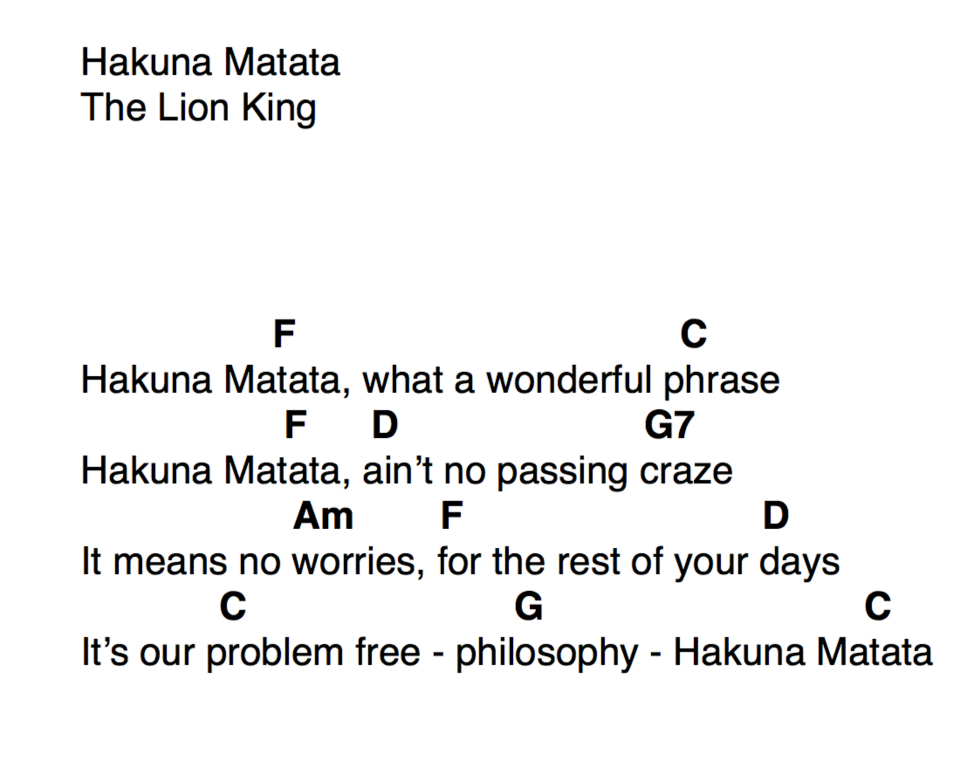 Hakuna Matata
The Lion King
F C
Hakuna Matata, what a wonderful phrase
F D G7
Hakuna Matata, ain’t no passing craze
Am F D
It means no worries, for the rest of your days
C G C
It’s our problem free - philosophy - Hakuna Matata